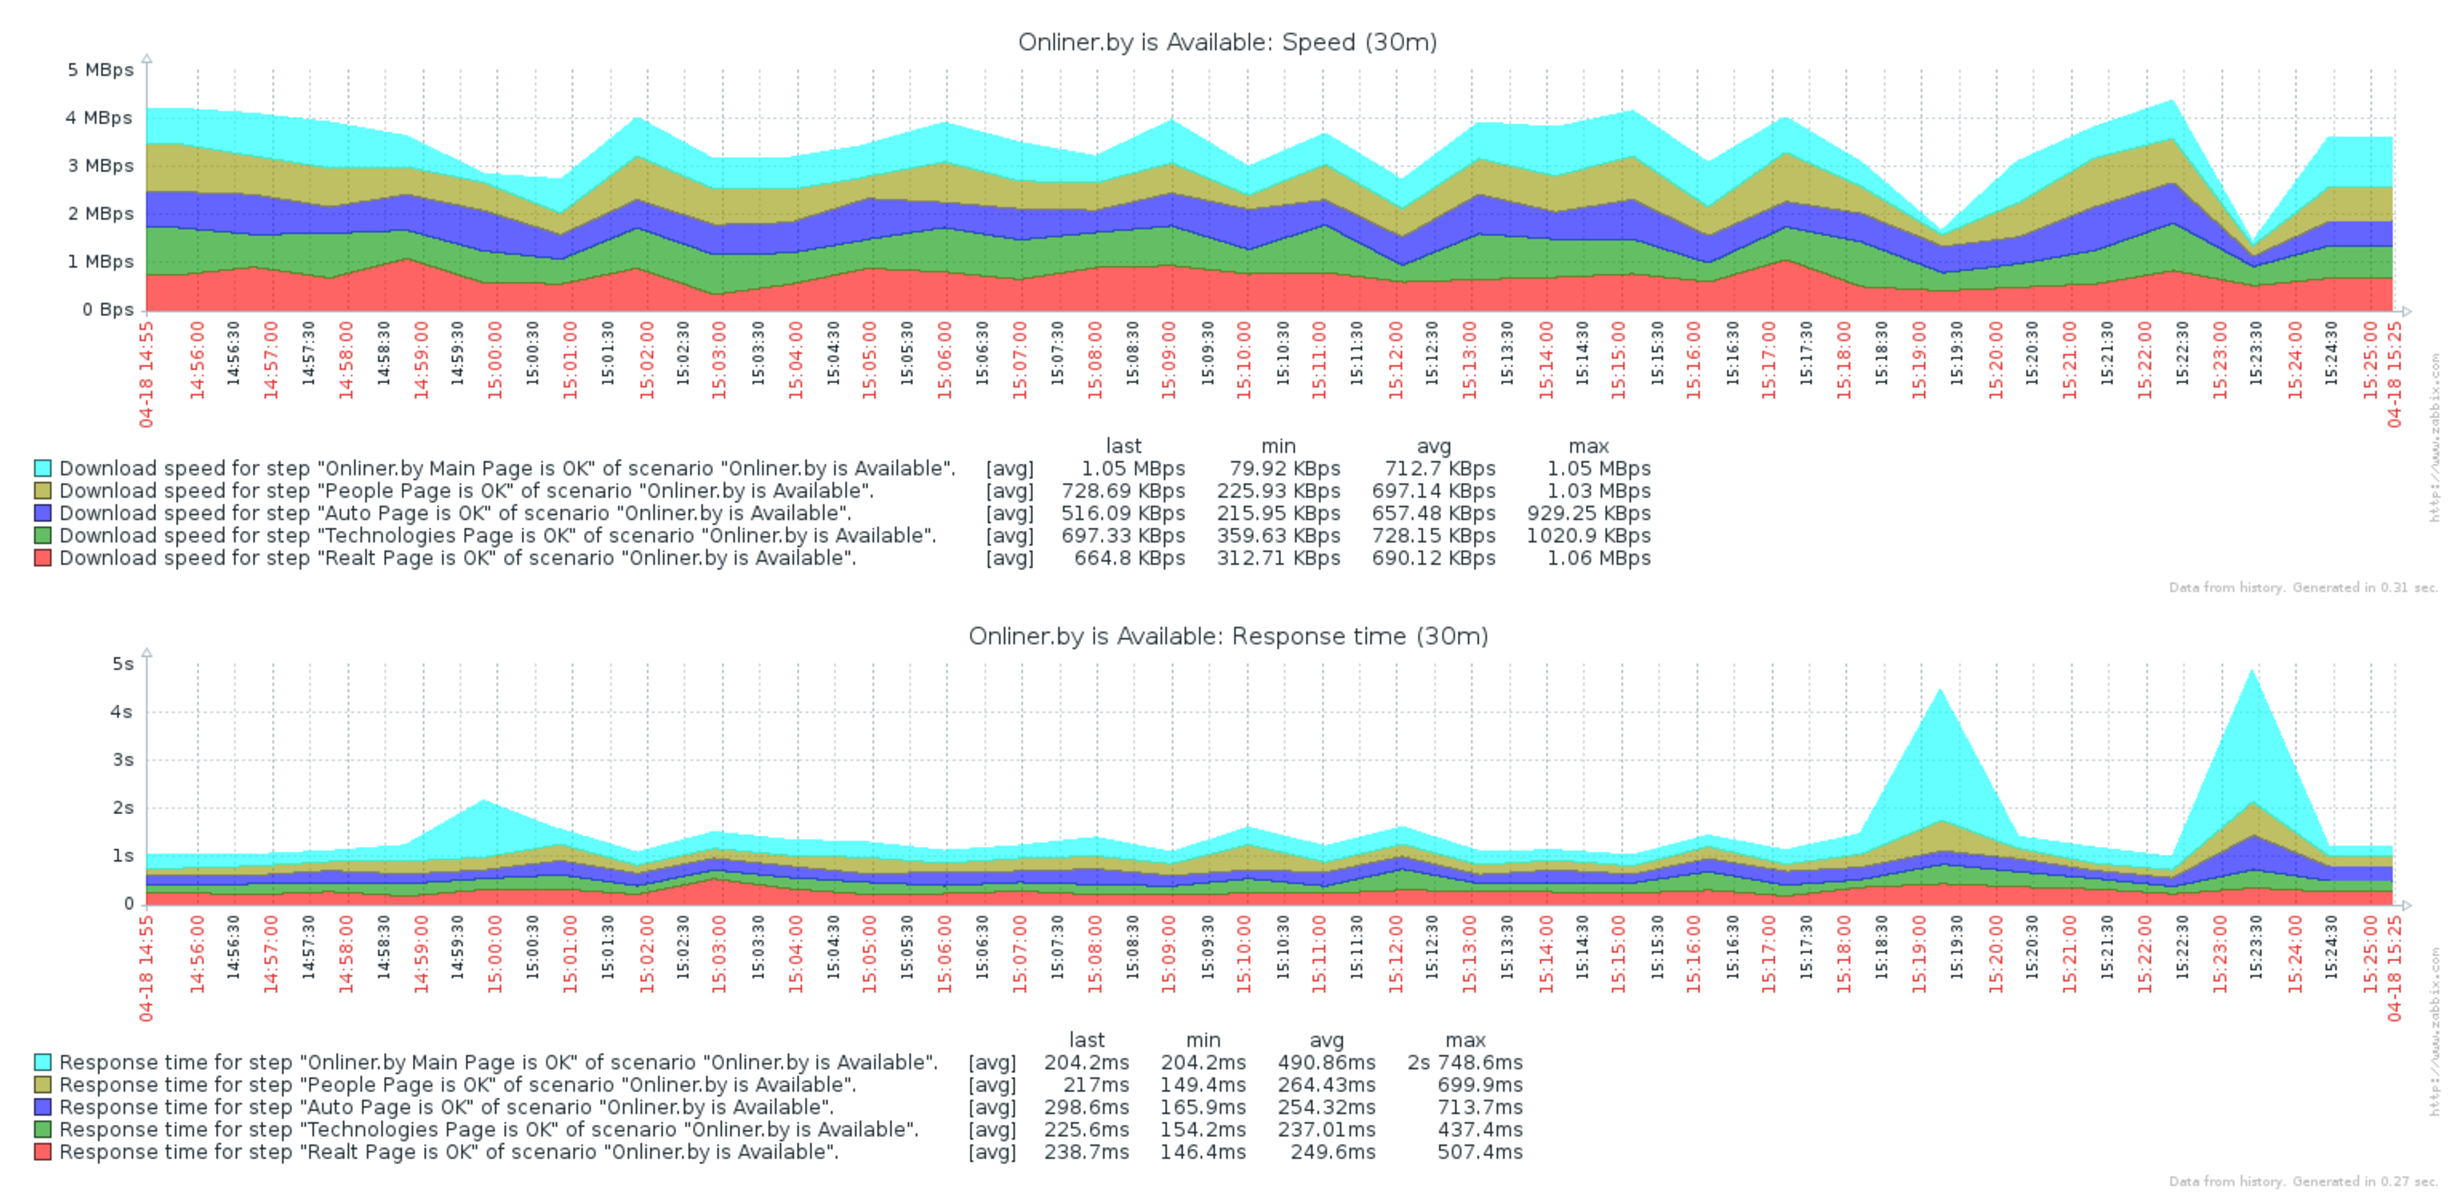 Onliner.by is Available: Speed (30m)
5 MBps
4 MBps
3 MBps
2 MBps
1 MBps
0 Bps
04-18 14:55 14:56:00 14:56:30 14:57:00 14:57:30 14:58:00 14:58:30 14:59:00 14:59:30 15:00:00 15:00:30 15:01:00 15:01:30 15:02:00 15:02:30 15:03:00 15:03:30 15:04:00 15:04:30 15:05:00 15:05:30 15:06:00 15:06:30 15:07:00 15:07:30 15:08:00 15:08:30 15:09:00 15:09:30 15:10:00 15:10:30 15:11:00 15:11:30 15:12:00 15:12:30 15:13:00 15:13:30 15:14:00 15:14:30 15:15:00 15:15:30 15:16:00 15:16:30 15:17:00 15:17:30 15:18:00 15:18:30 15:19:00 15:19:30 15:20:00 15:20:30 15:21:00 15:21:30 15:22:00 15:22:30 15:23:00 15:23:30 15:24:00 15:24:30 15:25:00 04-18 15:25
http://www.zabbix.com
last min avg max
Download speed for step "Onliner.by Main Page is OK" of scenario "Onliner.by is Available". [avg] 1.05 MBps 79.92 KBps 712.7 KBps 1.05 MBps
Download speed for step "People Page is OK" of scenario "Onliner.by is Available". [avg] 728.69 KBps 225.93 KBps 697.14 KBps 1.03 MBps
Download speed for step "Auto Page is OK" of scenario "Onliner.by is Available". [avg] 516.09 KBps 215.95 KBps 657.48 KBps 929.25 KBps
Download speed for step "Technologies Page is OK" of scenario "Onliner.by is Available". [avg] 697.33 KBps 359.63 KBps 728.15 KBps 1020.9 KBps
Download speed for step "Realt Page is OK" of scenario "Onliner.by is Available". [avg] 664.8 KBps 312.71 KBps 690.12 KBps 1.06 MBps
Data from history. Generated in 0.31 sec.
Onliner.by is Available: Response time (30m)
5s
4s
3s
2s
1s
0
04-18 14:55 14:56:00 14:56:30 14:57:00 14:57:30 14:58:00 14:58:30 14:59:00 14:59:30 15:00:00 15:00:30 15:01:00 15:01:30 15:02:00 15:02:30 15:03:00 15:03:30 15:04:00 15:04:30 15:05:00 15:05:30 15:06:00 15:06:30 15:07:00 15:07:30 15:08:00 15:08:30 15:09:00 15:09:30 15:10:00 15:10:30 15:11:00 15:11:30 15:12:00 15:12:30 15:13:00 15:13:30 15:14:00 15:14:30 15:15:00 15:15:30 15:16:00 15:16:30 15:17:00 15:17:30 15:18:00 15:18:30 15:19:00 15:19:30 15:20:00 15:20:30 15:21:00 15:21:30 15:22:00 15:22:30 15:23:00 15:23:30 15:24:00 15:24:30 15:25:00 04-18 15:25
http://www.zabbix.com
last min avg max
Response time for step "Onliner.by Main Page is OK" of scenario "Onliner.by is Available". [avg] 204.2ms 204.2ms 490.86ms 2s 748.6ms
Response time for step "People Page is OK" of scenario "Onliner.by is Available". [avg] 217ms 149.4ms 264.43ms 699.9ms
Response time for step "Auto Page is OK" of scenario "Onliner.by is Available". [avg] 298.6ms 165.9ms 254.32ms 713.7ms
Response time for step "Technologies Page is OK" of scenario "Onliner.by is Available". [avg] 225.6ms 154.2ms 237.01ms 437.4ms
Response time for step "Realt Page is OK" of scenario "Onliner.by is Available". [avg] 238.7ms 146.4ms 249.6ms 507.4ms
Data from history. Generated in 0.27 sec.